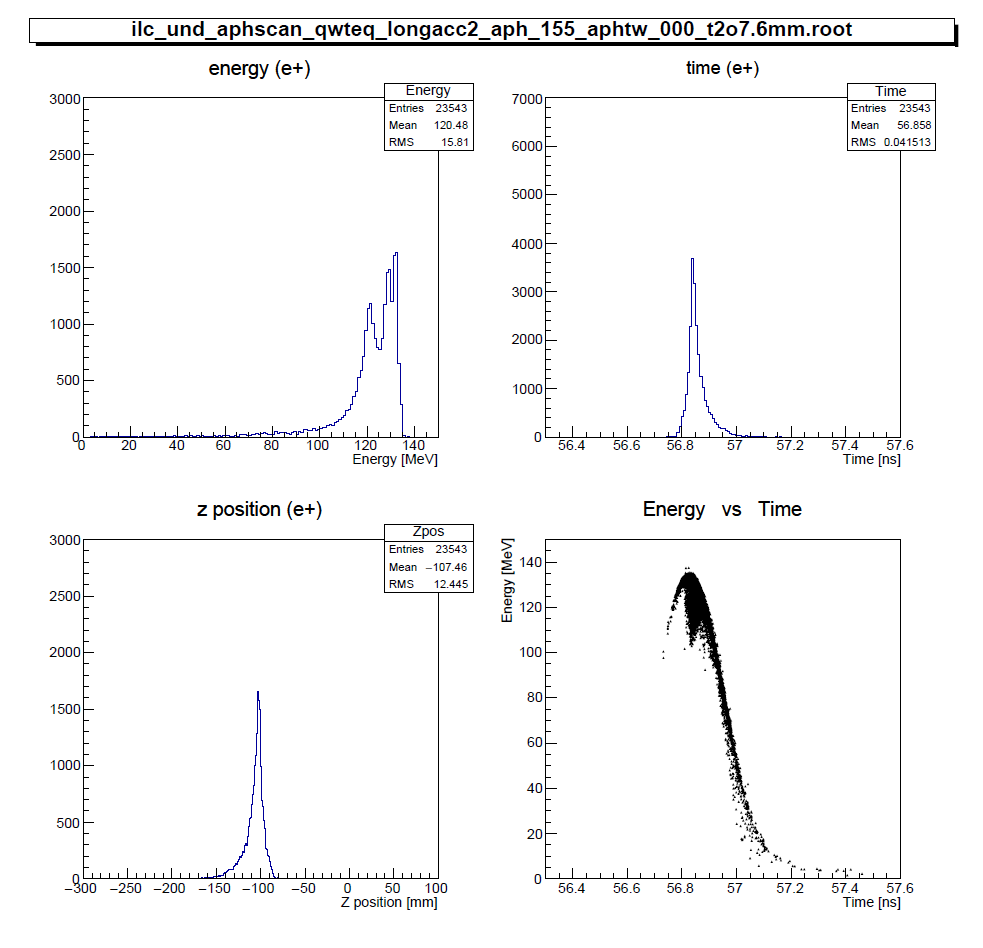 ilc_und_aphscan_qwteq_longacc2_aph_155_aphtw_000_t2o7.6mm.root
energy (e+)
Energy
Entries 23543
Mean 120.48
RMS 15.81
3000
2500
2000
1500
1000
500
0
0 20 40 60 80 100 120 140
Energy [MeV]
time (e+)
Time
Entries 23543
Mean 56.858
RMS 0.041513
7000
6000
5000
4000
3000
2000
1000
0
56.4 56.6 56.8 57 57.2 57.4 57.6
Time [ns]
z position (e+)
Zpos
Entries 23543
Mean −107.46
RMS 12.445
3000
2500
2000
1500
1000
500
0
−300 −250 −200 −150 −100 −50 0 50 100
Z position [mm]
Energy vs Time
Energy [MeV]
140
120
100
80
60
40
20
0
56.4 56.6 56.8 57 57.2 57.4 57.6
Time [ns]